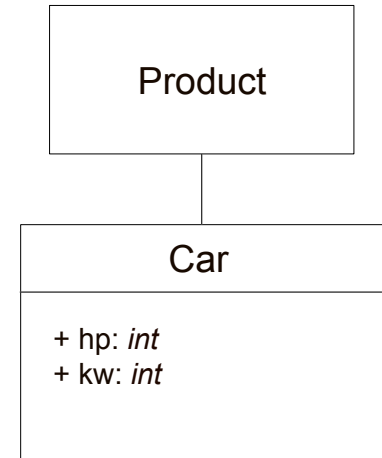 Product
Car
+ hp: int
+ kw: int